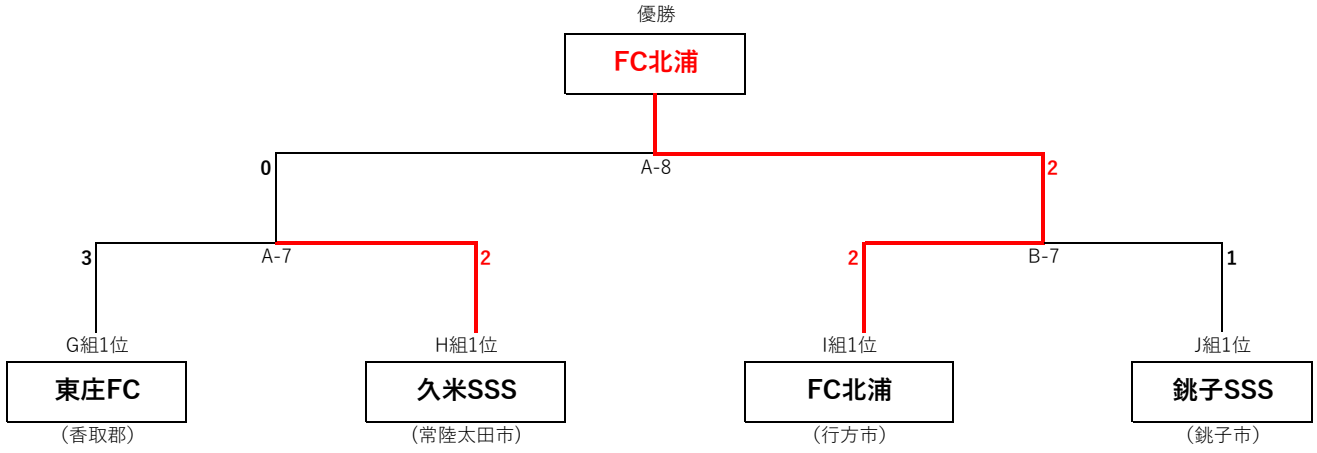 優勝
FC北浦
0
A-8
2
3
A-7
2
2
B-7
1
G組1位
H組1位
I組1位
J組1位
東庄FC
久米SSS
FC北浦
銚子SSS
(香取郡)
(常陸太田市)
(行方市)
(銚子市)